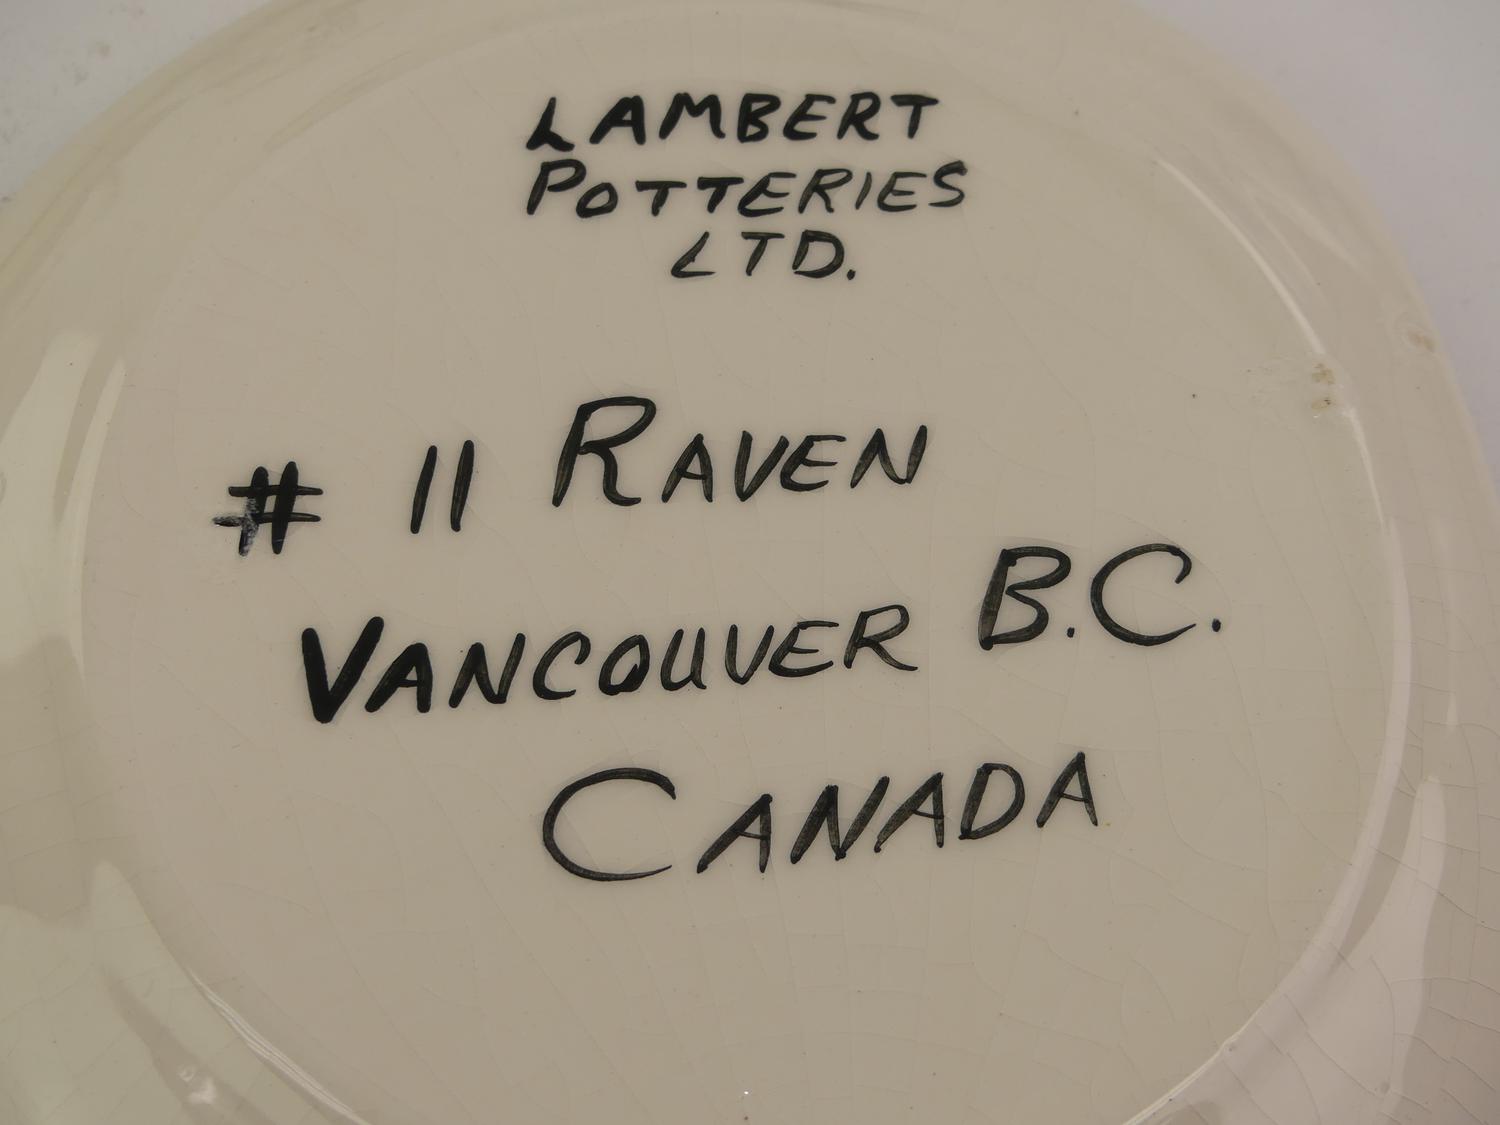 LAMBERT
POTTERIES
LTD.
# 11 RAVEN
VANCOUVER B.C.
CANADA